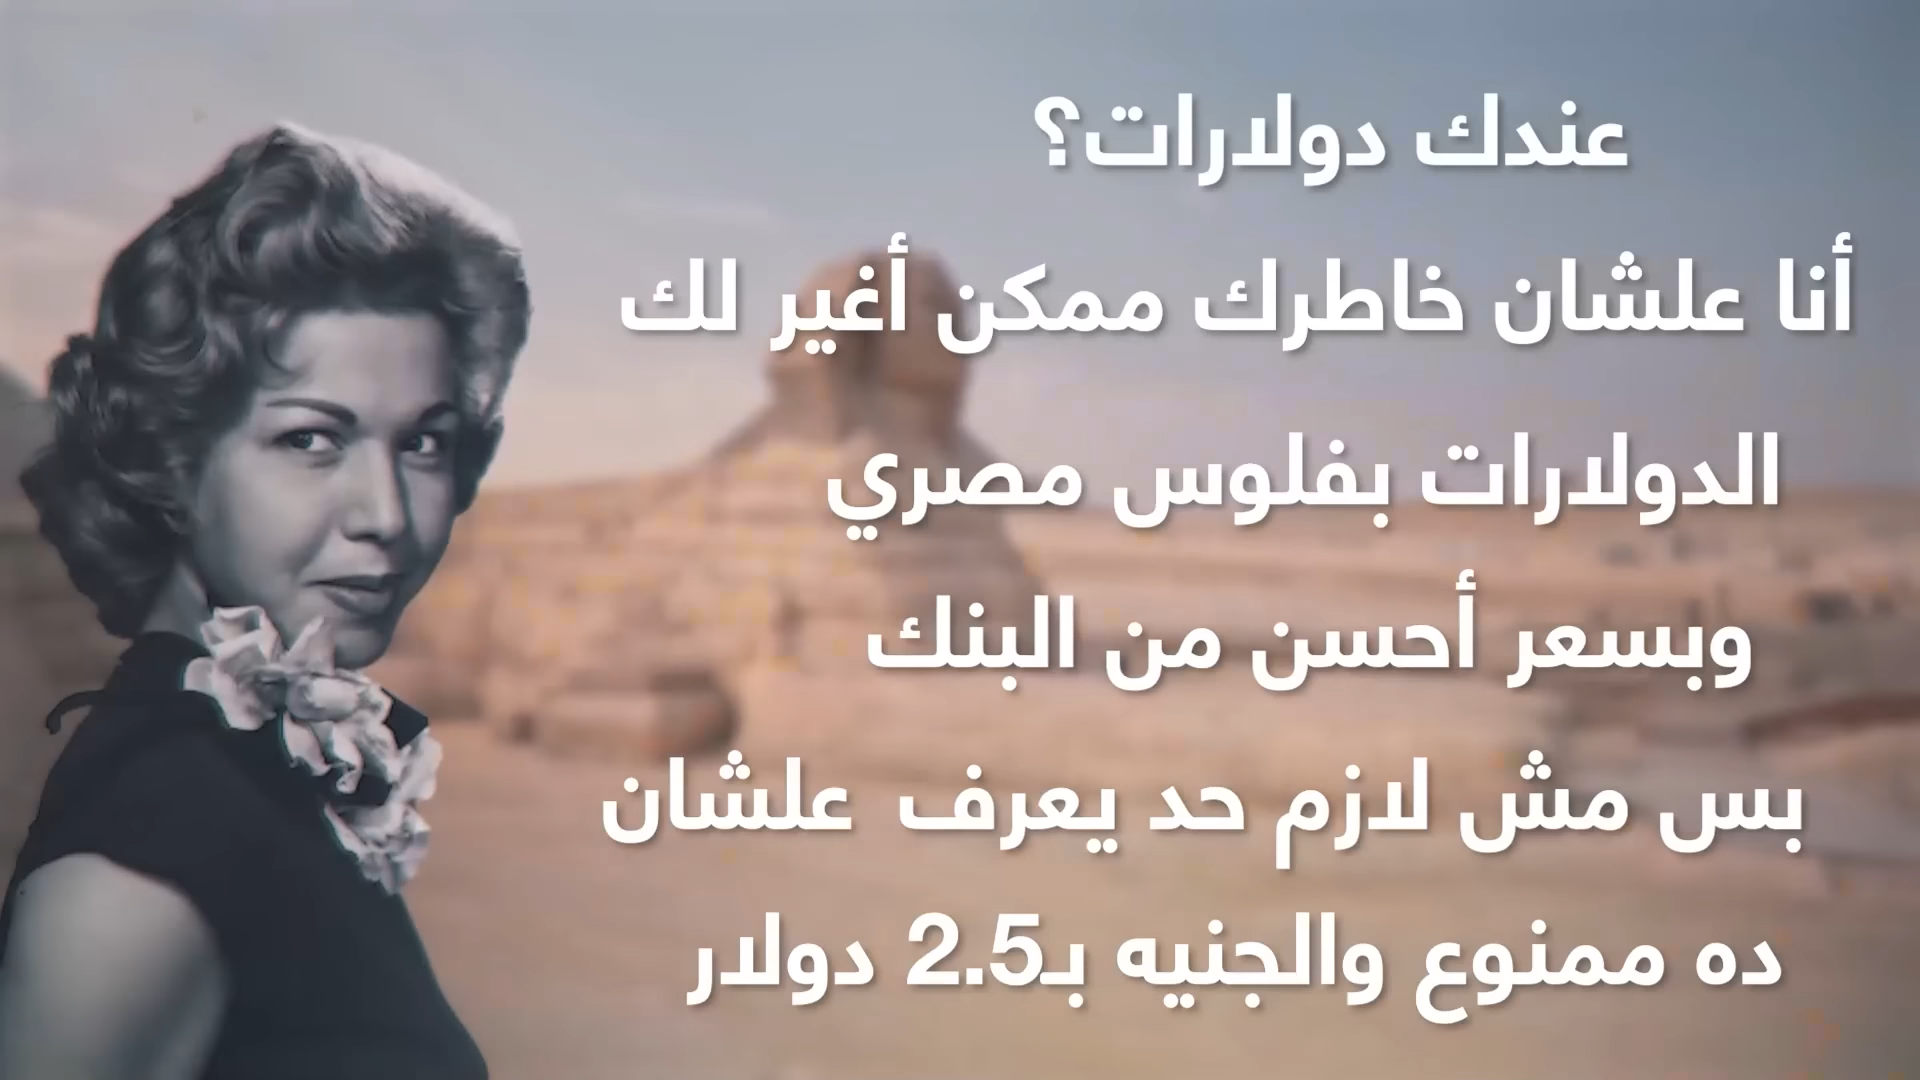 عندك دولارات؟
أنا علشان خاطرك ممكن أغير لك
الدولارات بفلوس مصري
وبسعر أحسن من البنك
بس مش لازم حد يعرف علشان
ده ممنوع والجنيه بـ2.5 دولار